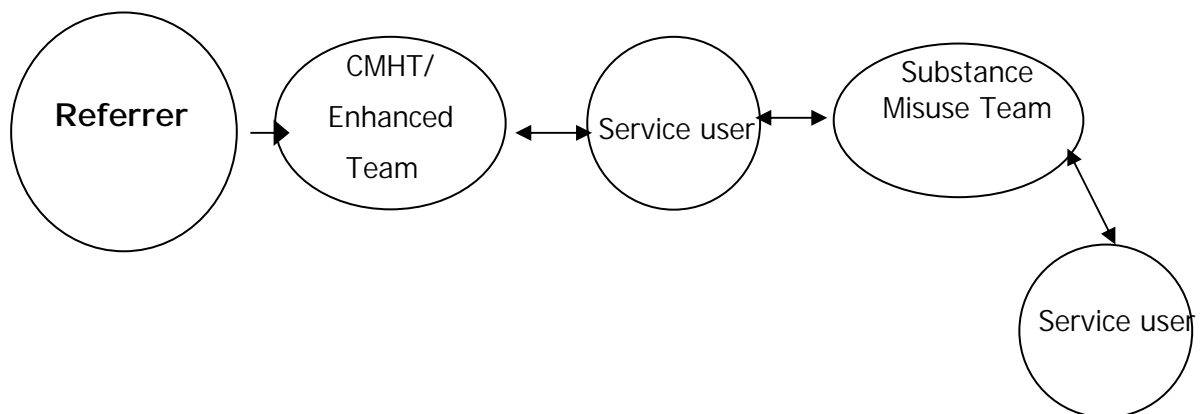 Referrer
CMHT/
Enhanced
Team
Service user
Substance
Misuse Team
Service user